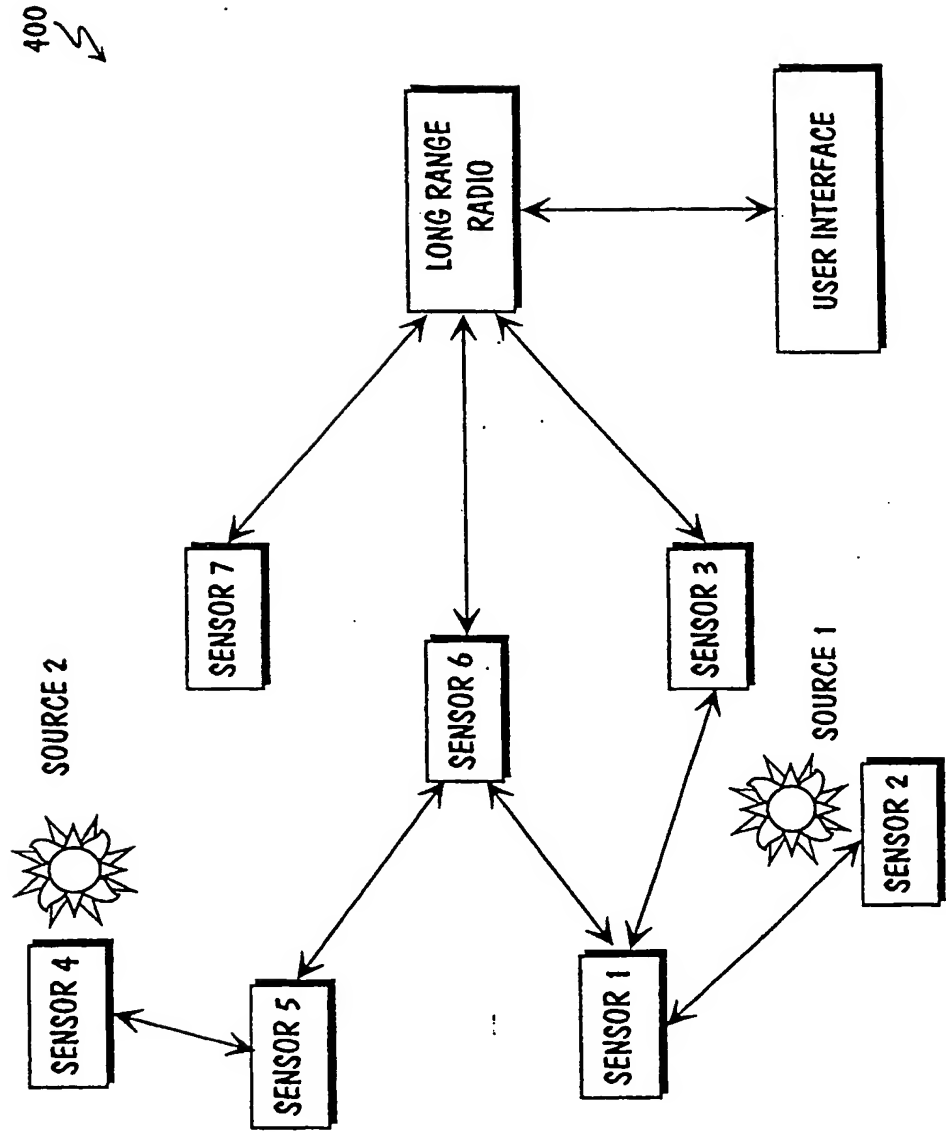 400
SOURCE 2
SENSOR 4
SENSOR 5
SENSOR 7
SENSOR 6
LONG RANGE
RADIO
SENSOR 1
SENSOR 3
SOURCE 1
SENSOR 2
USER INTERFACE